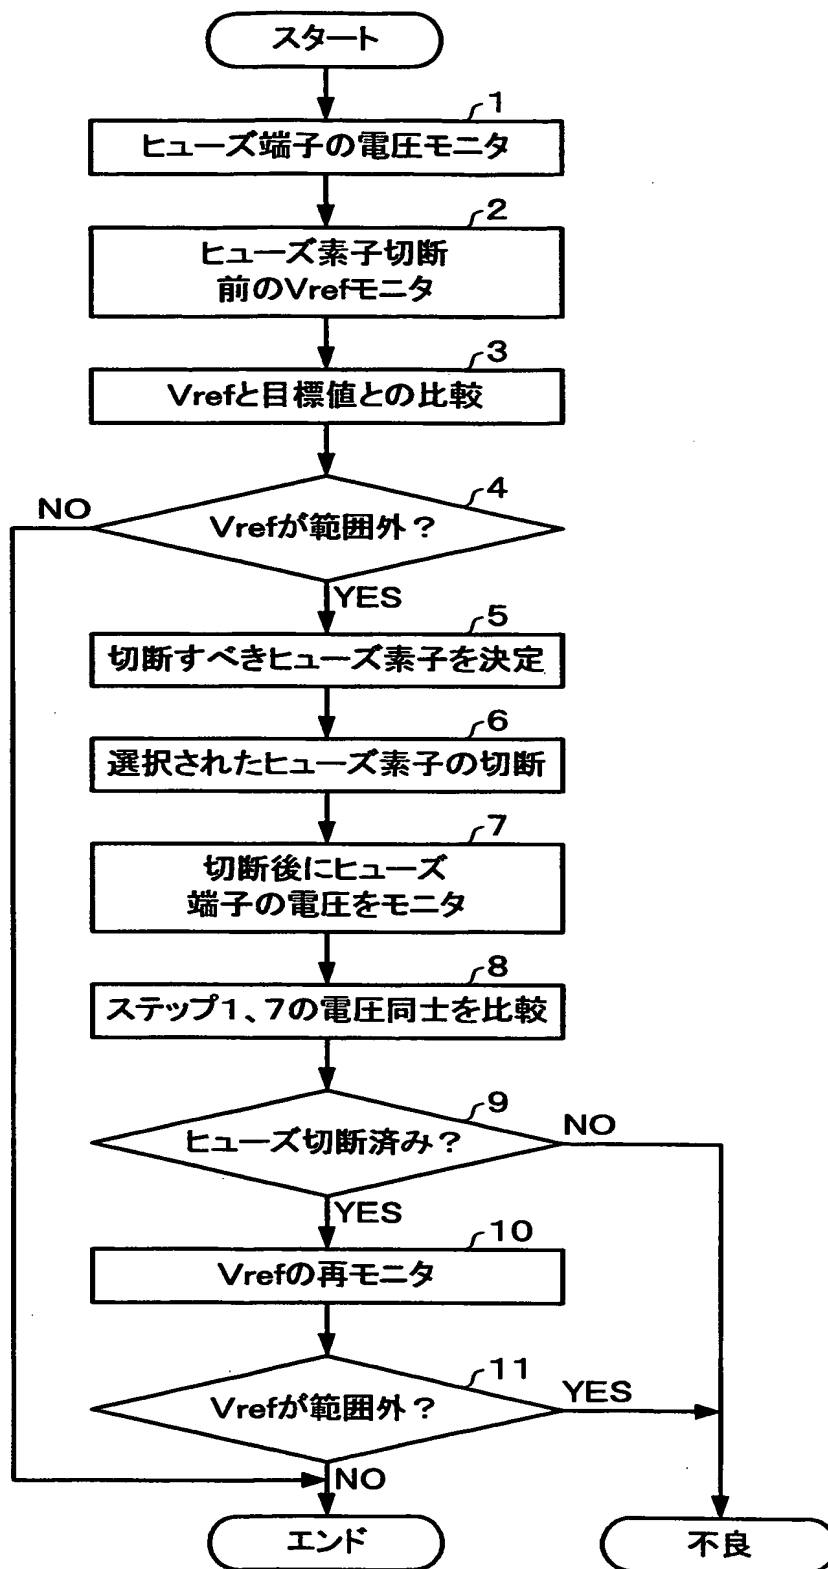 スタート
1
ヒューズ端子の電圧モニタ
2
ヒューズ素子切断
前のVrefモニタ
3
Vrefと目標値との比較
4
NO
Vrefが範囲外？
YES
5
切断すべきヒューズ素子を決定
6
選択されたヒューズ素子の切断
7
切断後にヒューズ
端子の電圧をモニタ
8
ステップ1、7の電圧同士を比較
9
NO
ヒューズ切断済み？
YES
10
Vrefの再モニタ
11
YES
Vrefが範囲外？
NO
エンド
不良